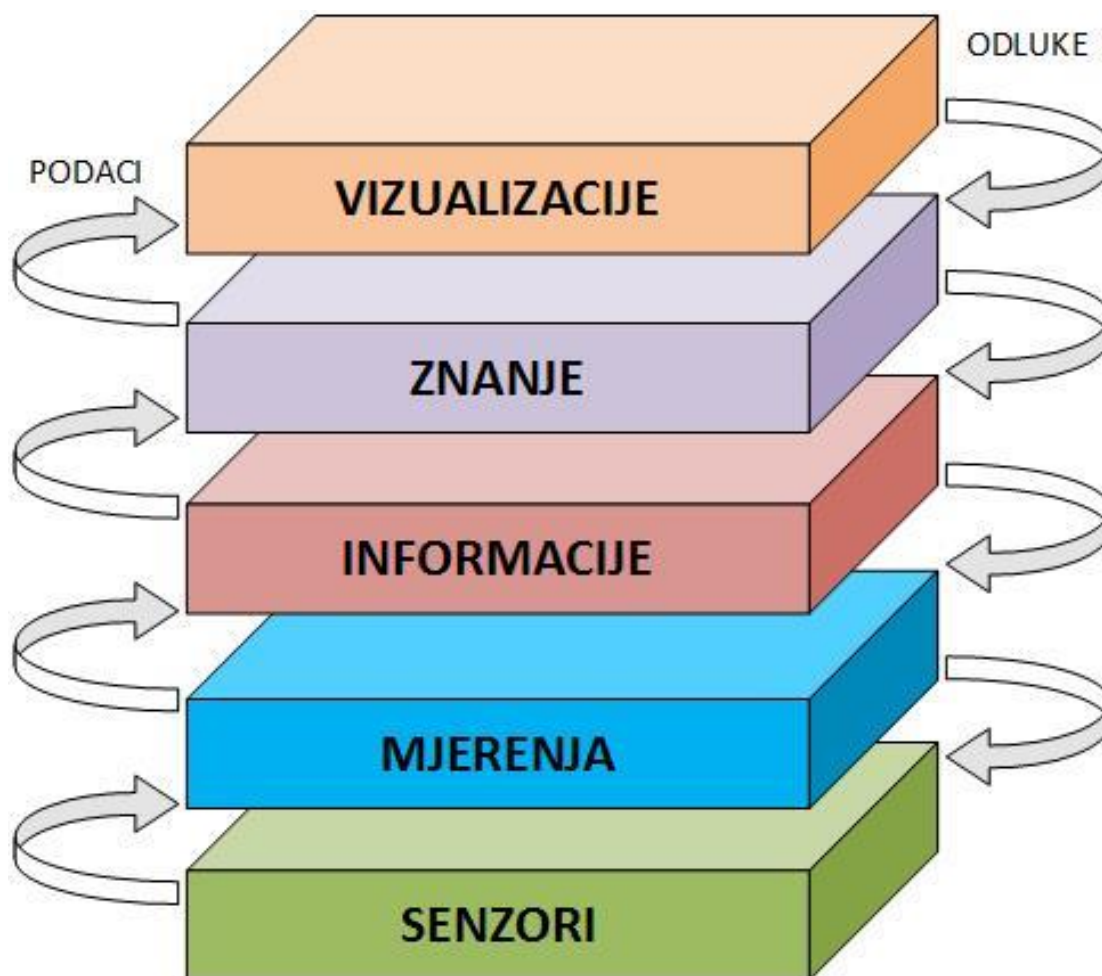 ODLUKE
PODACI
VIZUALIZACIJE
ZNANJE
INFORMACIJE
MJERENJA
SENZORI